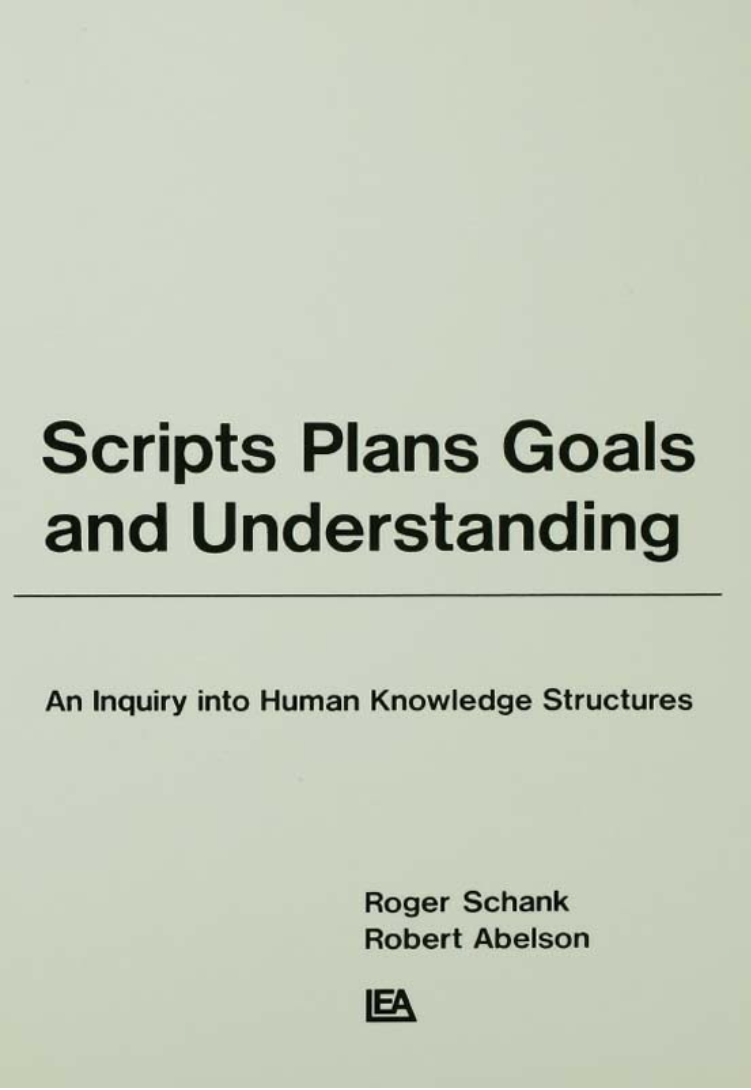 Scripts Plans Goals
and Understanding
An Inquiry into Human Knowledge Structures
Roger Schank
Robert Abelson
LEA